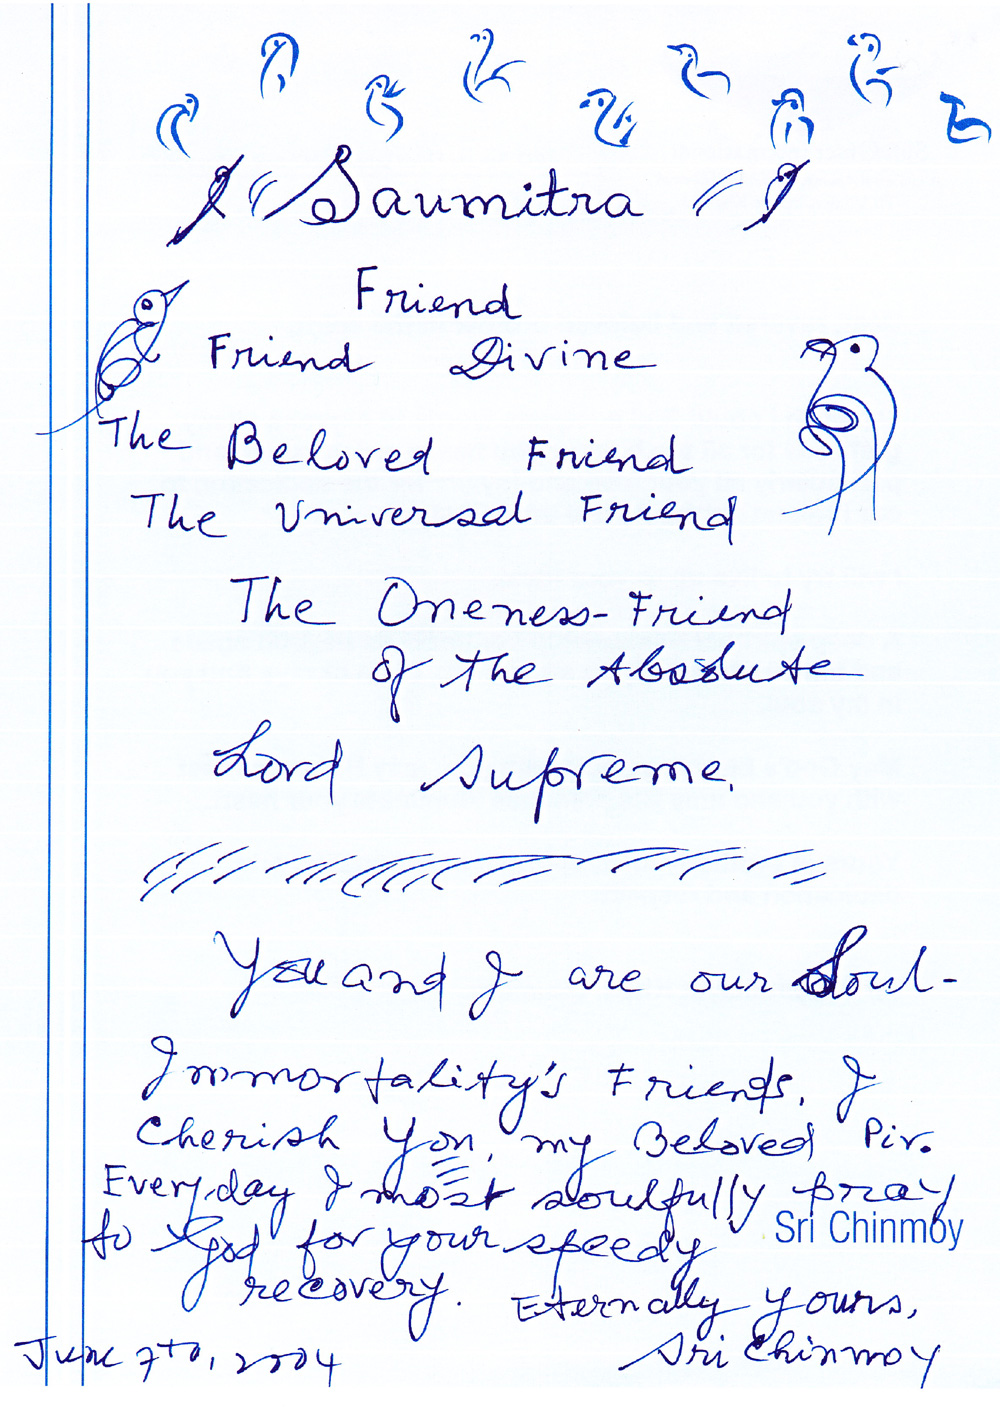 "Saumitra"
Friend
Friend Divine
The Beloved Friend
The Universal Friend
The Oneness-Friend
of the Absolute
Lord Supreme.
You and I are our Soul-
Immortality's Friends. I
cherish you, my Beloved Pir.
Everyday I most soulfully pray
to God for your speedy
recovery.
Sri Chinmoy
Eternally yours,
Sri Chinmoy
June 7th, 2004